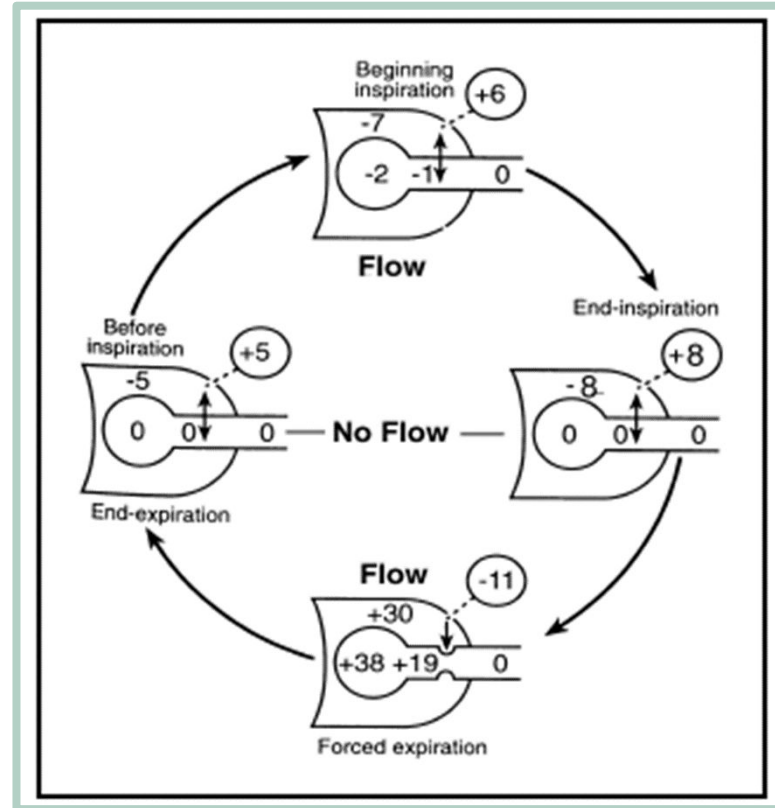 Beginning
inspiration
+6
-7
-2 -1 0
Flow
Before
inspiration
+5
-5
0 0 0
End-expiration
No Flow
End-inspiration
+8
-8
0 0 0
Flow
-11
+30
+38 +19 0
Forced expiration